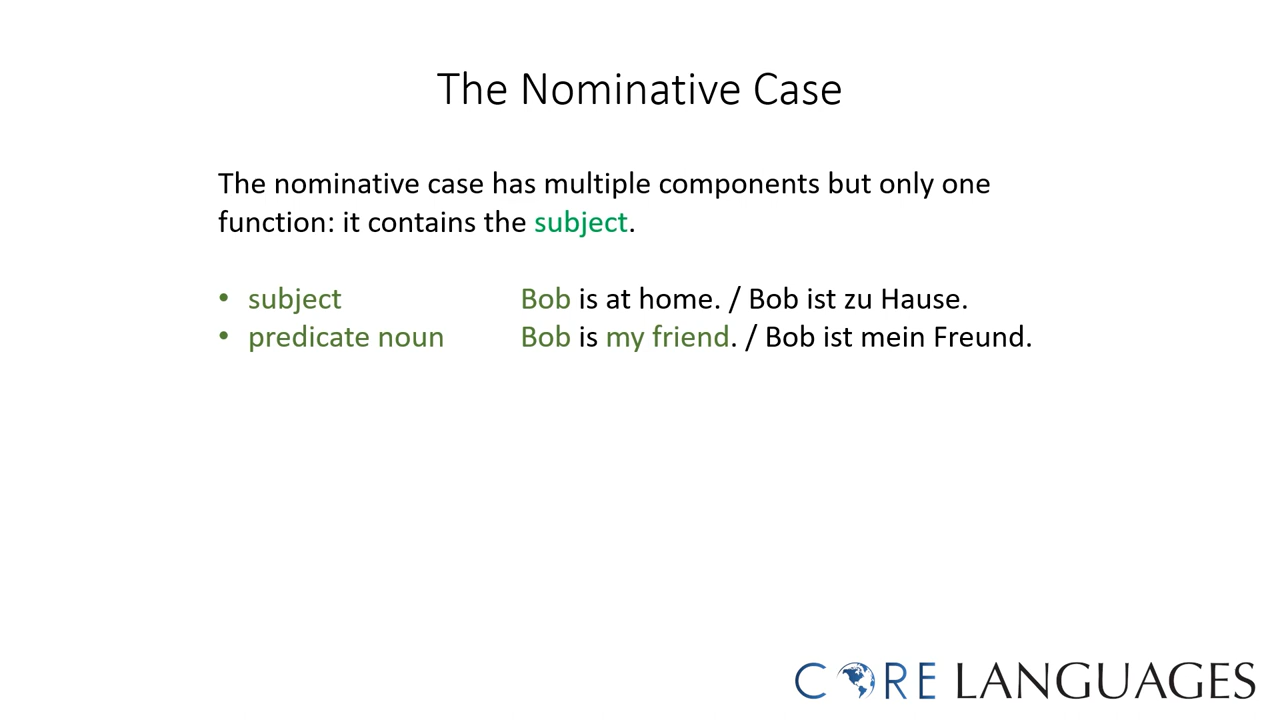 The Nominative Case
The nominative case has multiple components but only one
function: it contains the subject.
• subject Bob is at home. / Bob ist zu Hause.
• predicate noun Bob is my friend. / Bob ist mein Freund.
CORE LANGUAGES